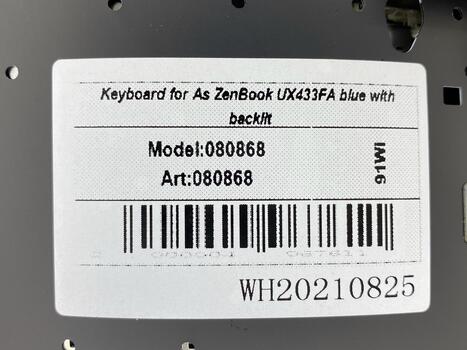 Keyboard for As ZenBook UX433FA blue with
backlit
Model:080868
Art:080868
91WI
WH20210825